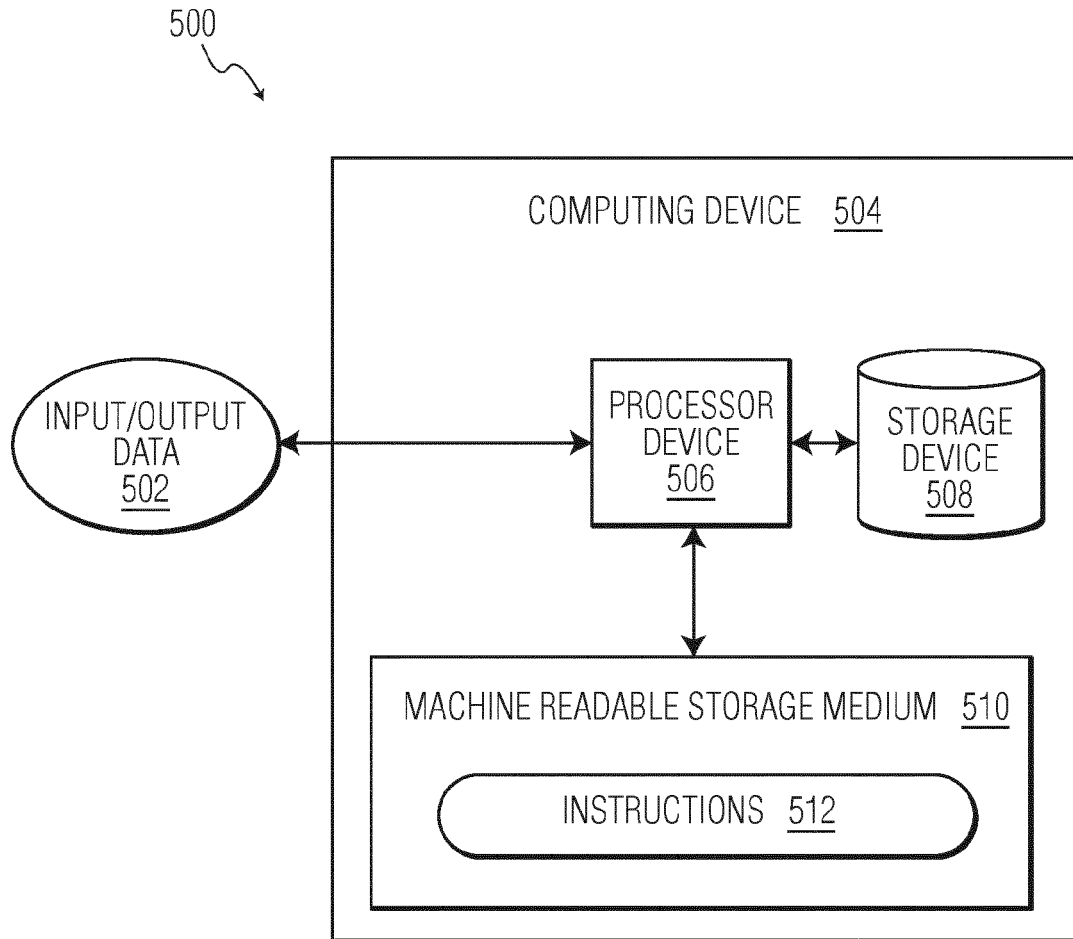 500
COMPUTING DEVICE 504
INPUT/OUTPUT
DATA
502
PROCESSOR
DEVICE
506
STORAGE
DEVICE
508
MACHINE READABLE STORAGE MEDIUM 510
INSTRUCTIONS 512